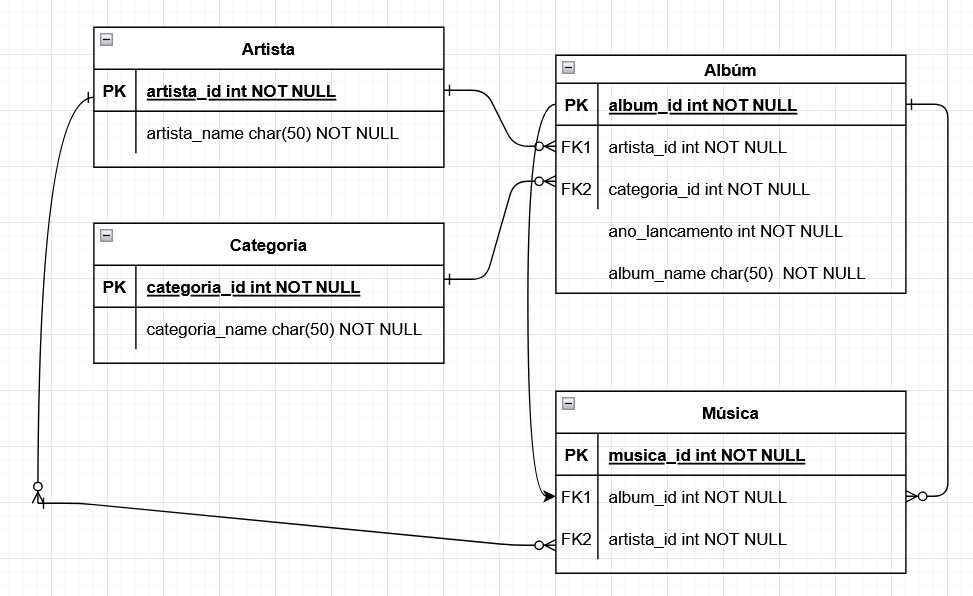 Artista
PK artista_id int NOT NULL
artista_name char(50) NOT NULL
Albúm
PK album_id int NOT NULL
FK1 artista_id int NOT NULL
FK2 categoria_id int NOT NULL
ano_lancamento int NOT NULL
album_name char(50) NOT NULL
Categoria
PK categoria_id int NOT NULL
categoria_name char(50) NOT NULL
Música
PK musica_id int NOT NULL
FK1 album_id int NOT NULL
FK2 artista_id int NOT NULL